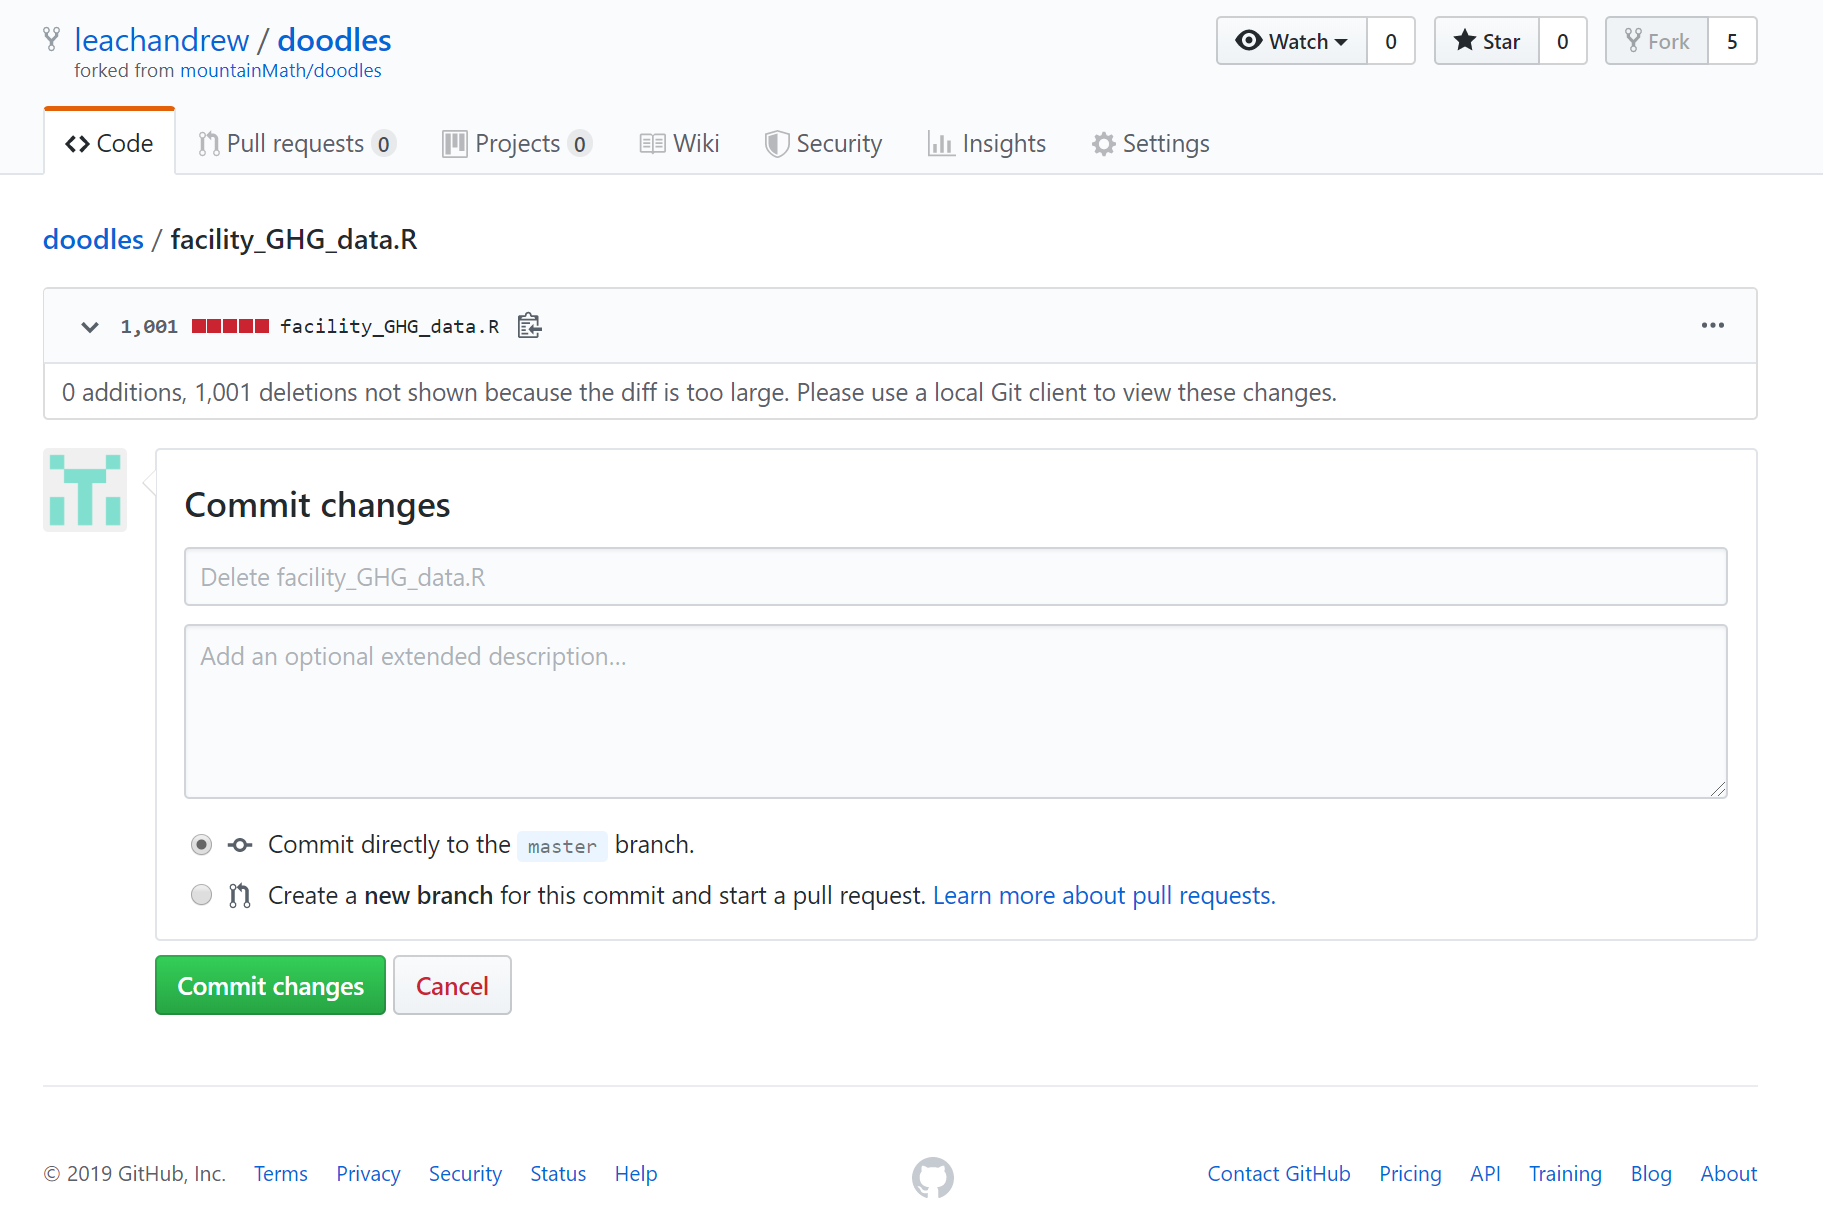 leachandrew / doodles
forked from mountainMath/doodles
Watch 0 Star 0 Fork 5
Code Pull requests 0 Projects 0 Wiki Security Insights Settings
doodles / facility_GHG_data.R
1,001 facility_GHG_data.R
0 additions, 1,001 deletions not shown because the diff is too large. Please use a local Git client to view these changes.
Commit changes
Delete facility_GHG_data.R
Add an optional extended description...
Commit directly to the master branch.
Create a new branch for this commit and start a pull request. Learn more about pull requests.
Commit changes Cancel
© 2019 GitHub, Inc. Terms Privacy Security Status Help Contact GitHub Pricing API Training Blog About